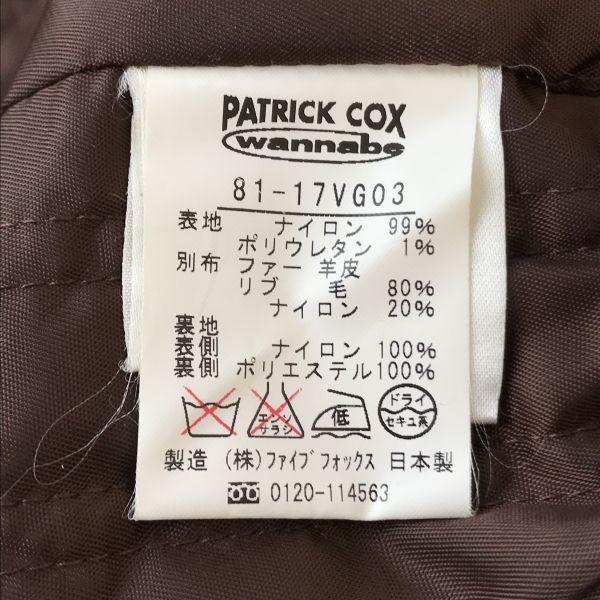 PATRICK COX
wannabe
81-17VG03
表地 ナイロン 99%
ポリウレタン 1%
別布 ファー 羊皮
リブ 毛 80%
ナイロン 20%
裏地
表側 ナイロン 100%
裏側 ポリエステル 100%
エンソサラシ 低 ドライ セキユ系
製造 (株)ファイブフォックス 日本製
0120-114563